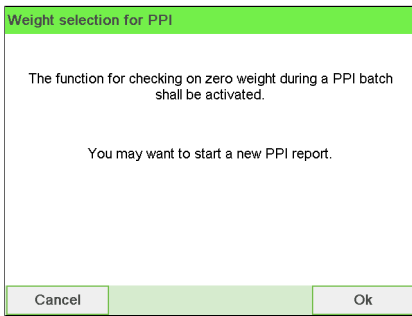 Weight selection for PPI
The function for checking on zero weight during a PPI batch
shall be activated.
You may want to start a new PPI report.
Cancel
Ok